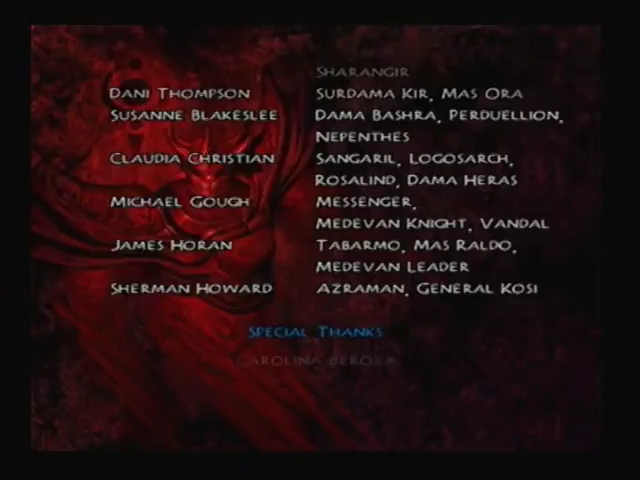 Sharangir
Dani Thompson Surdama Kir, Mas Ora
Susanne Blakeslee Dama Bashra, Perduellion,
Nepenthes
Claudia Christian Sangaril, Logosarch,
Rosalind, Dama Heras
Michael Gough Messenger,
Medevan Knight, Vandal
James Horan Tabarmo, Mas Raldo,
Medevan Leader
Sherman Howard Azraman, General Kosi
Special Thanks
Carolina